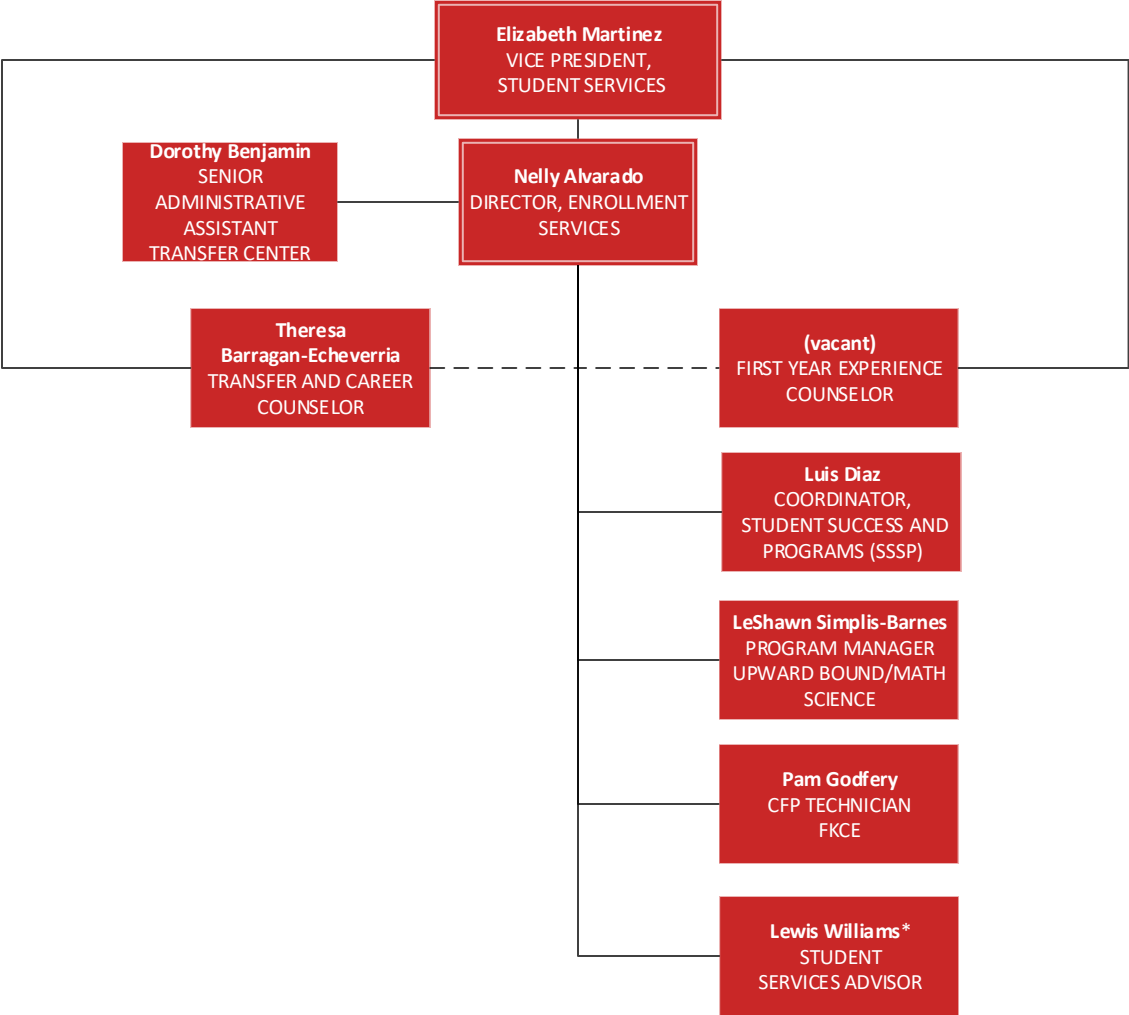 Elizabeth Martinez
VICE PRESIDENT,
STUDENT SERVICES
Dorothy Benjamin
SENIOR
ADMINISTRATIVE
ASSISTANT
TRANSFER CENTER
Nelly Alvarado
DIRECTOR, ENROLLMENT
SERVICES
Theresa
Barragan-Echeverria
TRANSFER AND CAREER
COUNSELOR
(vacant)
FIRST YEAR EXPERIENCE
COUNSELOR
Luis Diaz
COORDINATOR,
STUDENT SUCCESS AND
PROGRAMS (SSSP)
LeShawn Simplis-Barnes
PROGRAM MANAGER
UPWARD BOUND/MATH
SCIENCE
Pam Godfery
CFP TECHNICIAN
FKCE
Lewis Williams*
STUDENT
SERVICES ADVISOR